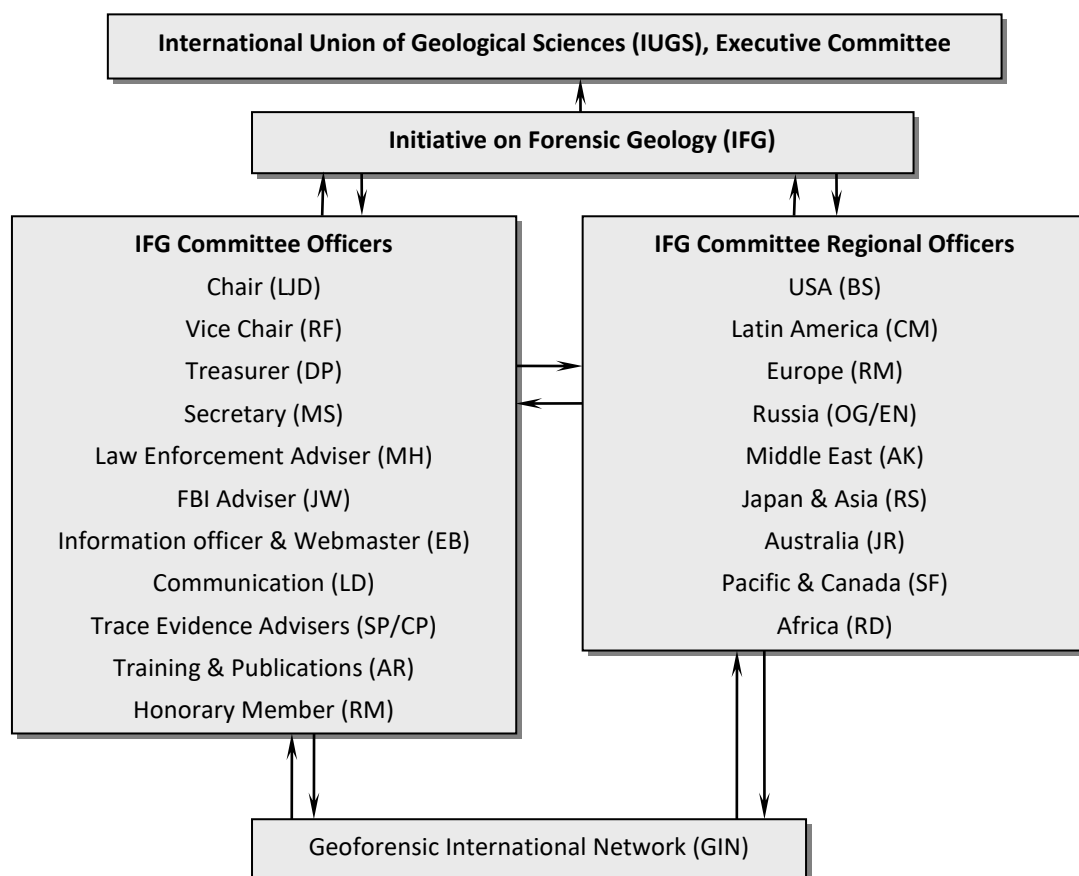 International Union of Geological Sciences (IUGS), Executive Committee
Initiative on Forensic Geology (IFG)
IFG Committee Officers
Chair (LJD)
Vice Chair (RF)
Treasurer (DP)
Secretary (MS)
Law Enforcement Adviser (MH)
FBI Adviser (JW)
Information officer & Webmaster (EB)
Communication (LD)
Trace Evidence Advisers (SP/CP)
Training & Publications (AR)
Honorary Member (RM)
IFG Committee Regional Officers
USA (BS)
Latin America (CM)
Europe (RM)
Russia (OG/EN)
Middle East (AK)
Japan & Asia (RS)
Australia (JR)
Pacific & Canada (SF)
Africa (RD)
Geoforensic International Network (GIN)